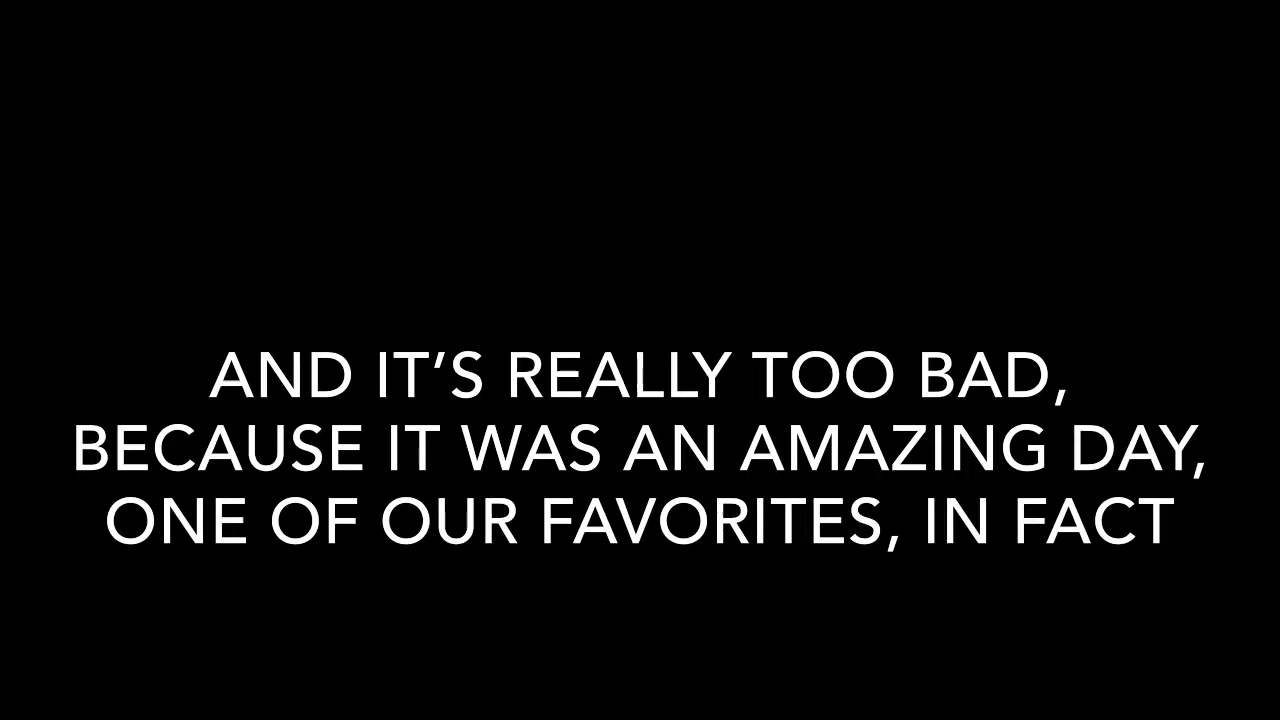 AND IT’S REALLY TOO BAD,
BECAUSE IT WAS AN AMAZING DAY,
ONE OF OUR FAVORITES, IN FACT